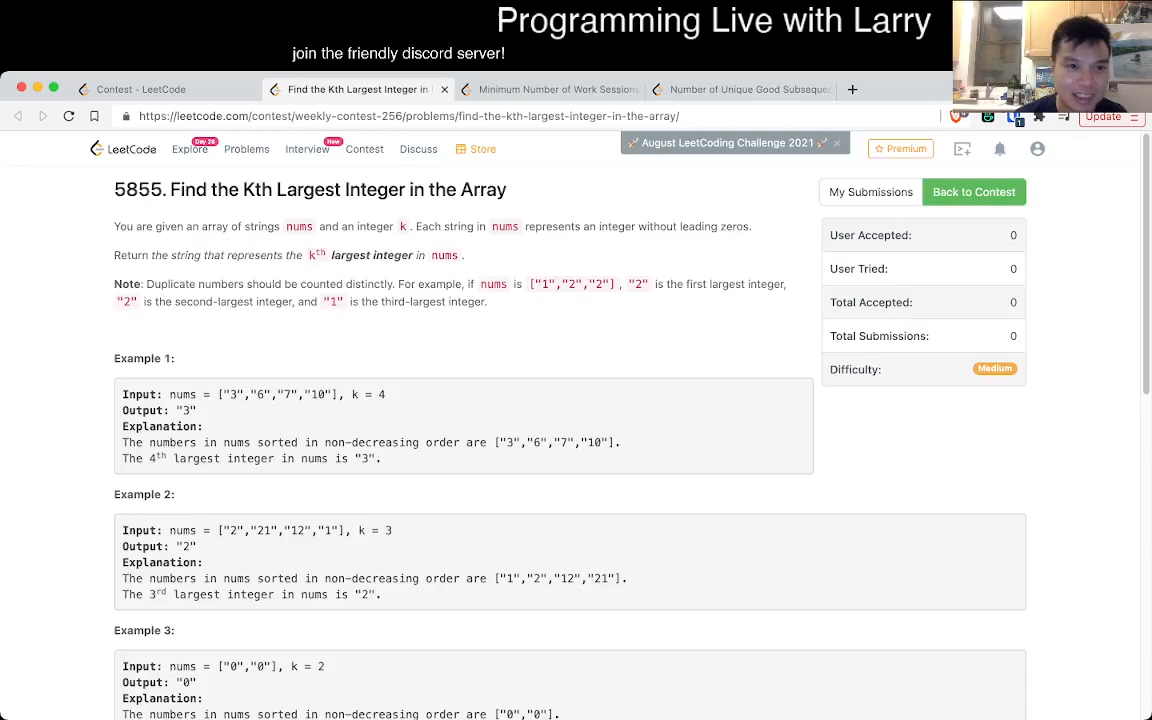 Programming Live with Larry
join the friendly discord server!
Contest - LeetCode
Find the Kth Largest Integer in
Minimum Number of Work Sessions
Number of Unique Good Subseque
https://leetcode.com/contest/weekly-contest-256/problems/find-the-kth-largest-integer-in-the-array/
1
Update
LeetCode
Explore
Day 28
Problems
Interview
New
Contest
Discuss
Store
August LeetCoding Challenge 2021
Premium
5855. Find the Kth Largest Integer in the Array
My Submissions
Back to Contest
You are given an array of strings nums and an integer k. Each string in nums represents an integer without leading zeros.
Return the string that represents the kth largest integer in nums.
Note: Duplicate numbers should be counted distinctly. For example, if nums is ["1","2","2"], "2" is the first largest integer,
"2" is the second-largest integer, and "1" is the third-largest integer.
User Accepted: 0
User Tried: 0
Total Accepted: 0
Total Submissions: 0
Difficulty: Medium
Example 1:
Input: nums = ["3","6","7","10"], k = 4
Output: "3"
Explanation:
The numbers in nums sorted in non-decreasing order are ["3","6","7","10"].
The 4th largest integer in nums is "3".
Example 2:
Input: nums = ["2","21","12","1"], k = 3
Output: "2"
Explanation:
The numbers in nums sorted in non-decreasing order are ["1","2","12","21"].
The 3rd largest integer in nums is "2".
Example 3:
Input: nums = ["0","0"], k = 2
Output: "0"
Explanation:
The numbers in nums sorted in non-decreasing order are ["0","0"].